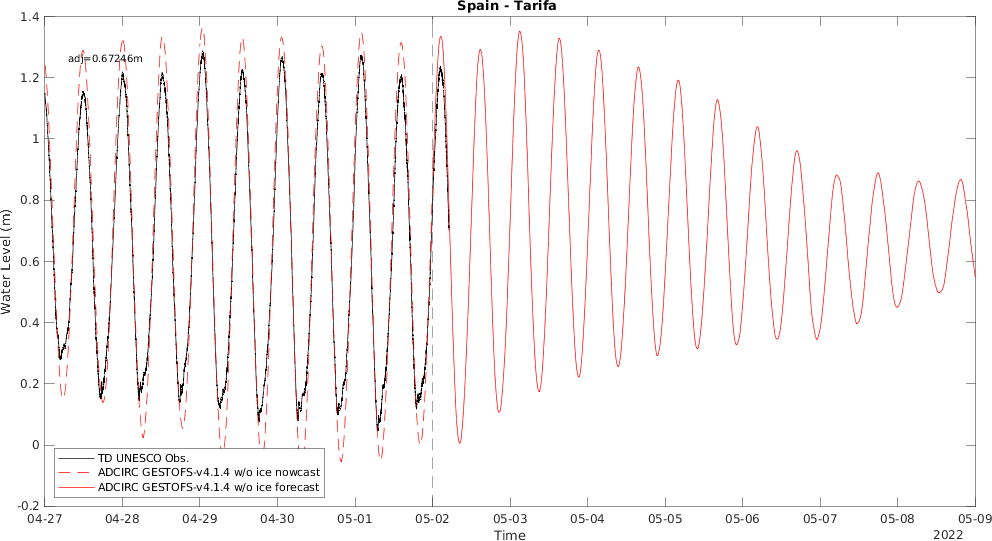 Spain - Tarifa
adj=0.67246m
Water Level (m)
1.4
1.2
1
0.8
0.6
0.4
0.2
0
-0.2
TD UNESCO Obs.
ADCIRC GESTOFS-v4.1.4 w/o ice nowcast
ADCIRC GESTOFS-v4.1.4 w/o ice forecast
04-27 04-28 04-29 04-30 05-01 05-02 05-03 05-04 05-05 05-06 05-07 05-08 05-09
Time
2022